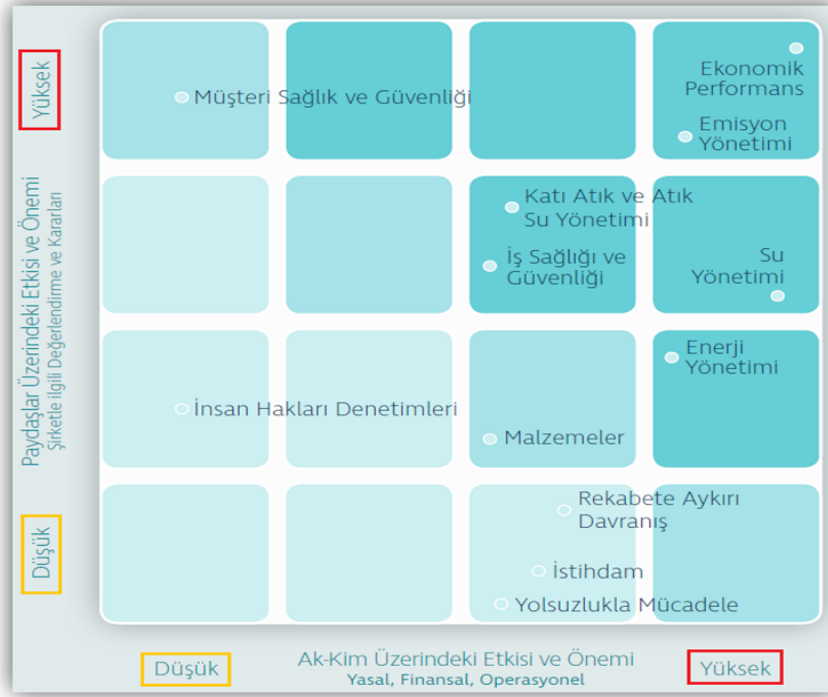 Yüksek
Paydaşlar Üzerindeki Etkisi ve Önemi
Şirketle ilgili Değerlendirme ve Kararları
Düşük
Ekonomik
Performans
Müşteri Sağlık ve Güvenliği
Emisyon
Yönetimi
Katı Atık ve Atık
Su Yönetimi
İş Sağlığı ve
Güvenliği
Su
Yönetimi
Enerji
Yönetimi
İnsan Hakları Denetimleri
Malzemeler
Rekabete Aykırı
Davranış
İstihdam
Yolsuzlukla Mücadele
Düşük
Ak-Kim Üzerindeki Etkisi ve Önemi
Yasal, Finansal, Operasyonel
Yüksek